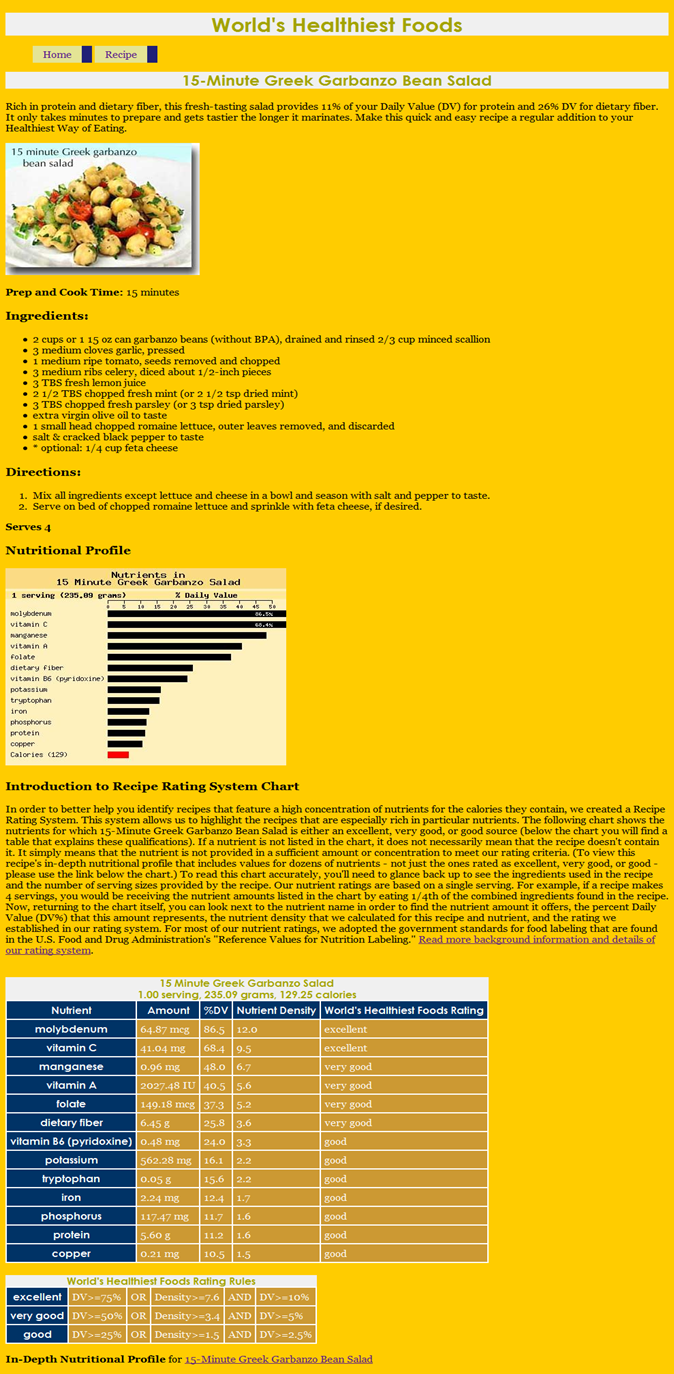 World's Healthiest Foods
Home Recipe
15-Minute Greek Garbanzo Bean Salad
Rich in protein and dietary fiber, this fresh-tasting salad provides 11% of your Daily Value (DV) for protein and 26% DV for dietary fiber.
It only takes minutes to prepare and gets tastier the longer it marinates. Make this quick and easy recipe a regular addition to your
Healthiest Way of Eating.
15 minute Greek garbanzo
bean salad
Prep and Cook Time: 15 minutes
Ingredients:
• 2 cups or 1 15 oz can garbanzo beans (without BPA), drained and rinsed 2/3 cup minced scallion
• 3 medium cloves garlic, pressed
• 1 medium ripe tomato, seeds removed and chopped
• 3 medium ribs celery, diced about 1/2-inch pieces
• 3 TBS fresh lemon juice
• 2 1/2 TBS chopped fresh mint (or 2 1/2 tsp dried mint)
• 3 TBS chopped fresh parsley (or 3 tsp dried parsley)
• extra virgin olive oil to taste
• 1 small head chopped romaine lettuce, outer leaves removed, and discarded
• salt & cracked black pepper to taste
• * optional: 1/4 cup feta cheese
Directions:
1. Mix all ingredients except lettuce and cheese in a bowl and season with salt and pepper to taste.
2. Serve on bed of chopped romaine lettuce and sprinkle with feta cheese, if desired.
Serves 4
Nutritional Profile
Nutrients in
15 Minute Greek Garbanzo Salad
1 serving (235.09 grams) % Daily Value
0 5 10 15 20 25 30 35 40 45 50
molybdenum 86.5%
vitamin C 68.4%
manganese
vitamin A
folate
dietary fiber
vitamin B6 (pyridoxine)
potassium
tryptophan
iron
phosphorus
protein
copper
Calories (129)
Introduction to Recipe Rating System Chart
In order to better help you identify recipes that feature a high concentration of nutrients for the calories they contain, we created a Recipe
Rating System. This system allows us to highlight the recipes that are especially rich in particular nutrients. The following chart shows the
nutrients for which 15-Minute Greek Garbanzo Bean Salad is either an excellent, very good, or good source (below the chart you will find a
table that explains these qualifications). If a nutrient is not listed in the chart, it does not necessarily mean that the recipe doesn't contain
it. It simply means that the nutrient is not provided in a sufficient amount or concentration to meet our rating criteria. (To view this
recipe's in-depth nutritional profile that includes values for dozens of nutrients - not just the ones rated as excellent, very good, or good -
please use the link below the chart.) To read this chart accurately, you'll need to glance back up to see the ingredients used in the recipe
and the number of serving sizes provided by the recipe. Our nutrient ratings are based on a single serving. For example, if a recipe makes
4 servings, you would be receiving the nutrient amounts listed in the chart by eating 1/4th of the combined ingredients found in the recipe.
Now, returning to the chart itself, you can look next to the nutrient name in order to find the nutrient amount it offers, the percent Daily
Value (DV%) that this amount represents, the nutrient density that we calculated for this recipe and nutrient, and the rating we
established in our rating system. For most of our nutrient ratings, we adopted the government standards for food labeling that are found
in the U.S. Food and Drug Administration's "Reference Values for Nutrition Labeling." Read more background information and details of
our rating system.
15 Minute Greek Garbanzo Salad
1.00 serving, 235.09 grams, 129.25 calories
Nutrient Amount %DV Nutrient Density World's Healthiest Foods Rating
molybdenum 64.87 mcg 86.5 12.0 excellent
vitamin C 41.04 mg 68.4 9.5 excellent
manganese 0.96 mg 48.0 6.7 very good
vitamin A 2027.48 IU 40.5 5.6 very good
folate 149.18 mcg 37.3 5.2 very good
dietary fiber 6.45 g 25.8 3.6 very good
vitamin B6 (pyridoxine) 0.48 mg 24.0 3.3 good
potassium 562.28 mg 16.1 2.2 good
tryptophan 0.05 g 15.6 2.2 good
iron 2.24 mg 12.4 1.7 good
phosphorus 117.47 mg 11.7 1.6 good
protein 5.60 g 11.2 1.6 good
copper 0.21 mg 10.5 1.5 good
World's Healthiest Foods Rating Rules
excellent DV>=75% OR Density>=7.6 AND DV>=10%
very good DV>=50% OR Density>=3.4 AND DV>=5%
good DV>=25% OR Density>=1.5 AND DV>=2.5%
In-Depth Nutritional Profile for 15-Minute Greek Garbanzo Bean Salad